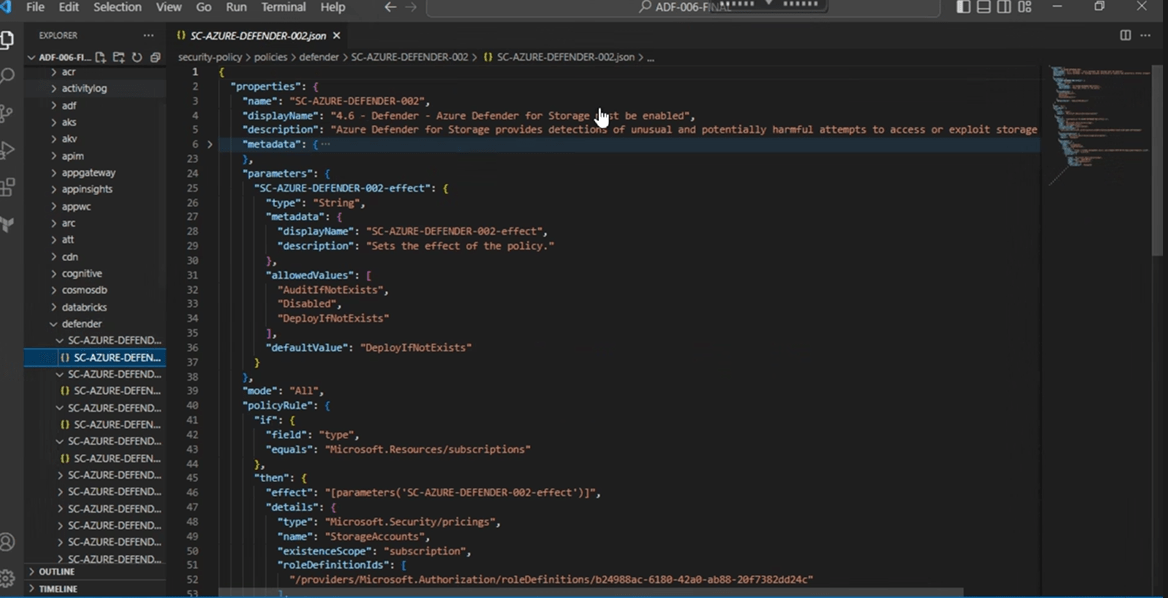 File Edit Selection View Go Run Terminal Help
ADF-006-FINAL
EXPLORER
ADF-006-FI...
acr
activitylog
adf
aks
akv
apim
appgateway
appinsights
appwc
arc
att
cdn
cognitive
cosmosdb
databricks
defender
SC-AZURE-DEFEND...
SC-AZURE-DEFEN...
SC-AZURE-DEFEND...
SC-AZURE-DEFEN...
SC-AZURE-DEFEND...
SC-AZURE-DEFEN...
SC-AZURE-DEFEND...
SC-AZURE-DEFEN...
SC-AZURE-DEFEND...
SC-AZURE-DEFEND...
SC-AZURE-DEFEND...
SC-AZURE-DEFEND...
SC-AZURE-DEFEND...
SC-AZURE-DEFEND...
OUTLINE
TIMELINE
{} SC-AZURE-DEFENDER-002.json
security-policy > policies > defender > SC-AZURE-DEFENDER-002 > {} SC-AZURE-DEFENDER-002.json > ...
1 {
2 "properties": {
3 "name": "SC-AZURE-DEFENDER-002",
4 "displayName": "4.6 - Defender - Azure Defender for Storage must be enabled",
5 "description": "Azure Defender for Storage provides detections of unusual and potentially harmful attempts to access or exploit storage
6 "metadata": {...
23 },
24 "parameters": {
25 "SC-AZURE-DEFENDER-002-effect": {
26 "type": "String",
27 "metadata": {
28 "displayName": "SC-AZURE-DEFENDER-002-effect",
29 "description": "Sets the effect of the policy."
30 },
31 "allowedValues": [
32 "AuditIfNotExists",
33 "Disabled",
34 "DeployIfNotExists"
35 ],
36 "defaultValue": "DeployIfNotExists"
37 }
38 },
39 "mode": "All",
40 "policyRule": {
41 "if": {
42 "field": "type",
43 "equals": "Microsoft.Resources/subscriptions"
44 },
45 "then": {
46 "effect": "[parameters('SC-AZURE-DEFENDER-002-effect')]",
47 "details": {
48 "type": "Microsoft.Security/pricings",
49 "name": "StorageAccounts",
50 "existenceScope": "subscription",
51 "roleDefinitionIds": [
52 "/providers/Microsoft.Authorization/roleDefinitions/b24988ac-6180-42a0-ab88-20f7382dd24c"
53 ],